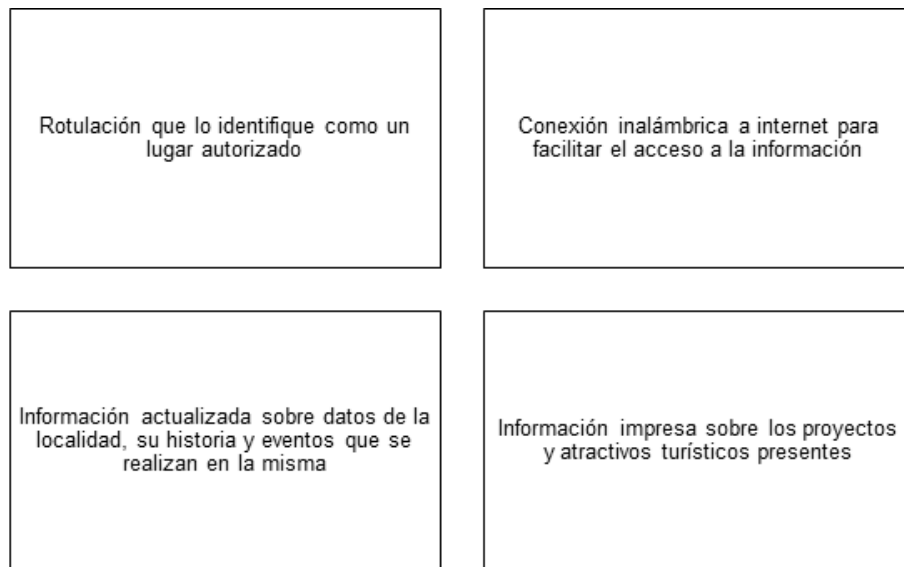 Rotulación que lo identifique como un
lugar autorizado
Conexión inalámbrica a internet para
facilitar el acceso a la información
Información actualizada sobre datos de la
localidad, su historia y eventos que se
realizan en la misma
Información impresa sobre los proyectos
y atractivos turísticos presentes